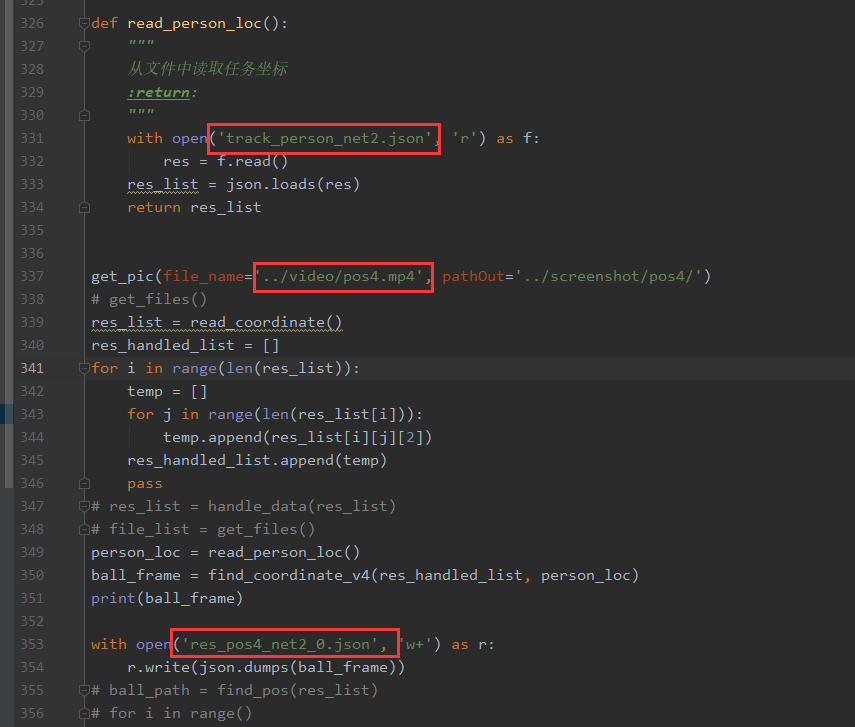 325
326 def read_person_loc():
327 """
328 从文件中读取任务坐标
329 :return:
330 """
331 with open('track_person_net2.json', 'r') as f:
332 res = f.read()
333 res_list = json.loads(res)
334 return res_list
335
336
337 get_pic(file_name='../video/pos4.mp4', pathOut='../screenshot/pos4/')
338 # get_files()
339 res_list = read_coordinate()
340 res_handled_list = []
341 for i in range(len(res_list)):
342 temp = []
343 for j in range(len(res_list[i])):
344 temp.append(res_list[i][j][2])
345 res_handled_list.append(temp)
346 pass
347 # res_list = handle_data(res_list)
348 # file_list = get_files()
349 person_loc = read_person_loc()
350 ball_frame = find_coordinate_v4(res_handled_list, person_loc)
351 print(ball_frame)
352
353 with open('res_pos4_net2_0.json', 'w+') as r:
354 r.write(json.dumps(ball_frame))
355 # ball_path = find_pos(res_list)
356 # for i in range()